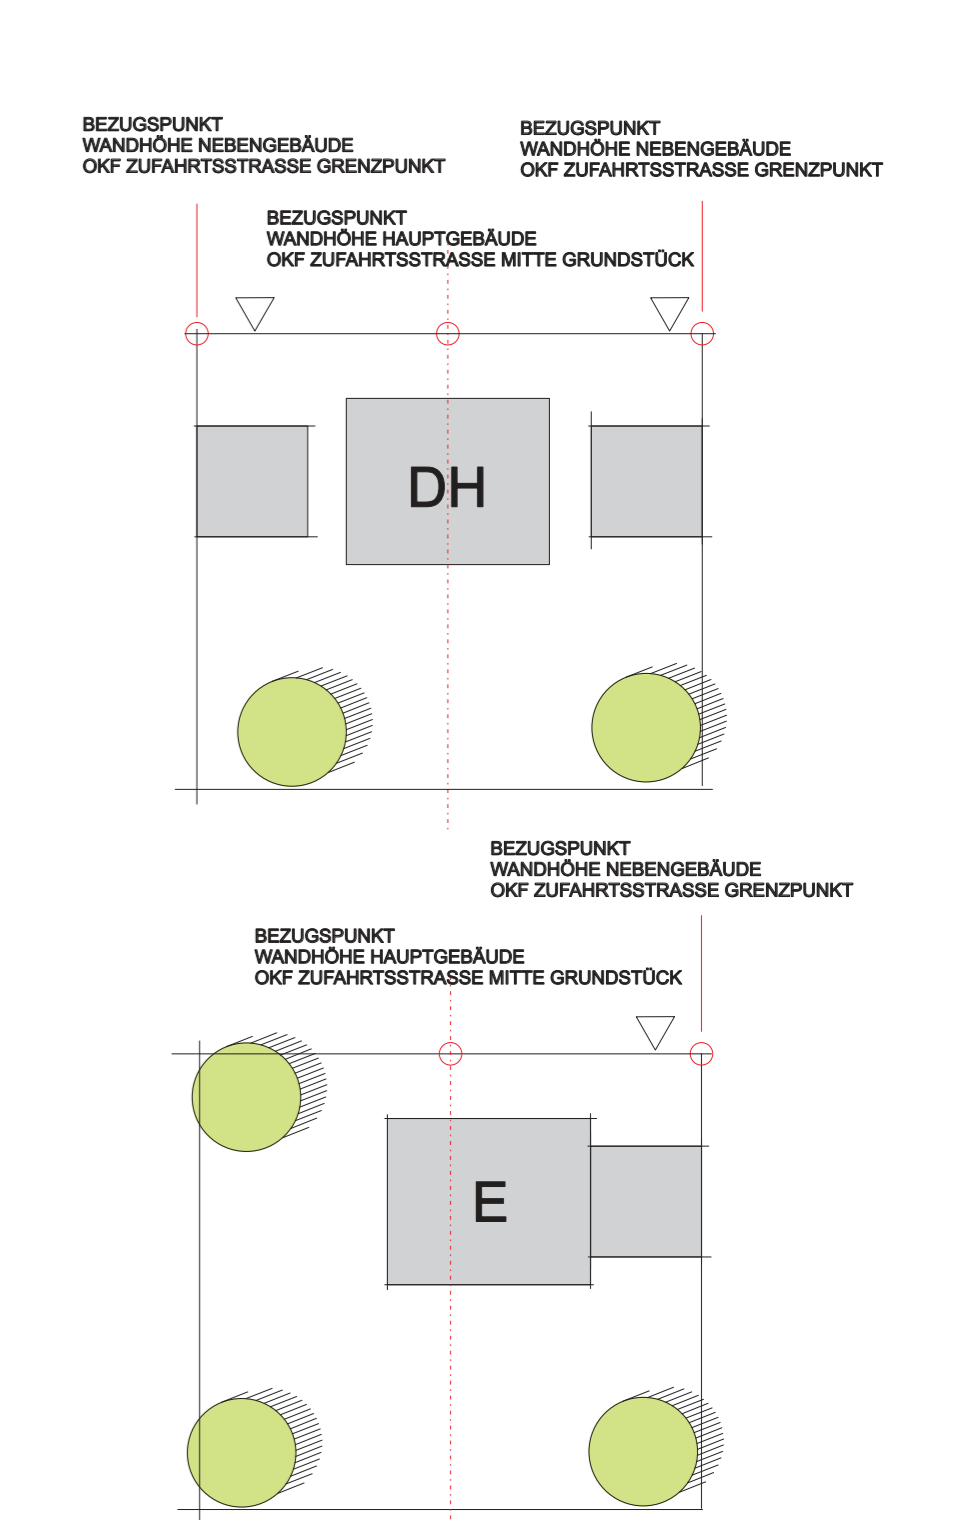 BEZUGSPUNKT
WANDHÖHE NEBENGEBÄUDE
OKF ZUFAHRTSSTRASSE GRENZPUNKT
BEZUGSPUNKT
WANDHÖHE NEBENGEBÄUDE
OKF ZUFAHRTSSTRASSE GRENZPUNKT
BEZUGSPUNKT
WANDHÖHE HAUPTGEBÄUDE
OKF ZUFAHRTSSTRASSE MITTE GRUNDSTÜCK
DH
BEZUGSPUNKT
WANDHÖHE NEBENGEBÄUDE
OKF ZUFAHRTSSTRASSE GRENZPUNKT
BEZUGSPUNKT
WANDHÖHE HAUPTGEBÄUDE
OKF ZUFAHRTSSTRASSE MITTE GRUNDSTÜCK
E